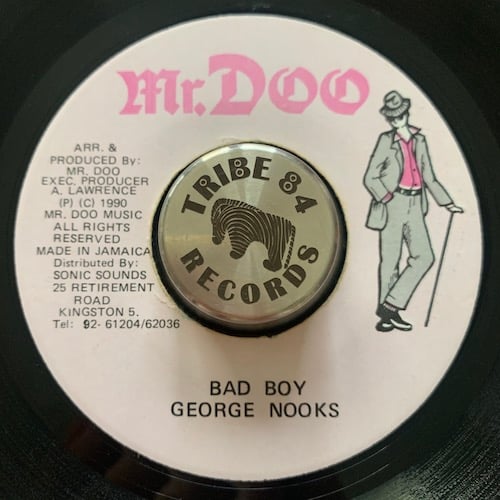 Mr. DOO
ARR. &
PRODUCED By:
MR. DOO
EXEC. PRODUCER
A. LAWRENCE
(P) (C) 1990
MR. DOO MUSIC
ALL RIGHTS
RESERVED
MADE IN JAMAICA
Distributed By:
SONIC SOUNDS
25 RETIREMENT
ROAD
KINGSTON 5.
Tel: 92- 61204/62036
TRIBE 84
RECORDS
BAD BOY
GEORGE NOOKS